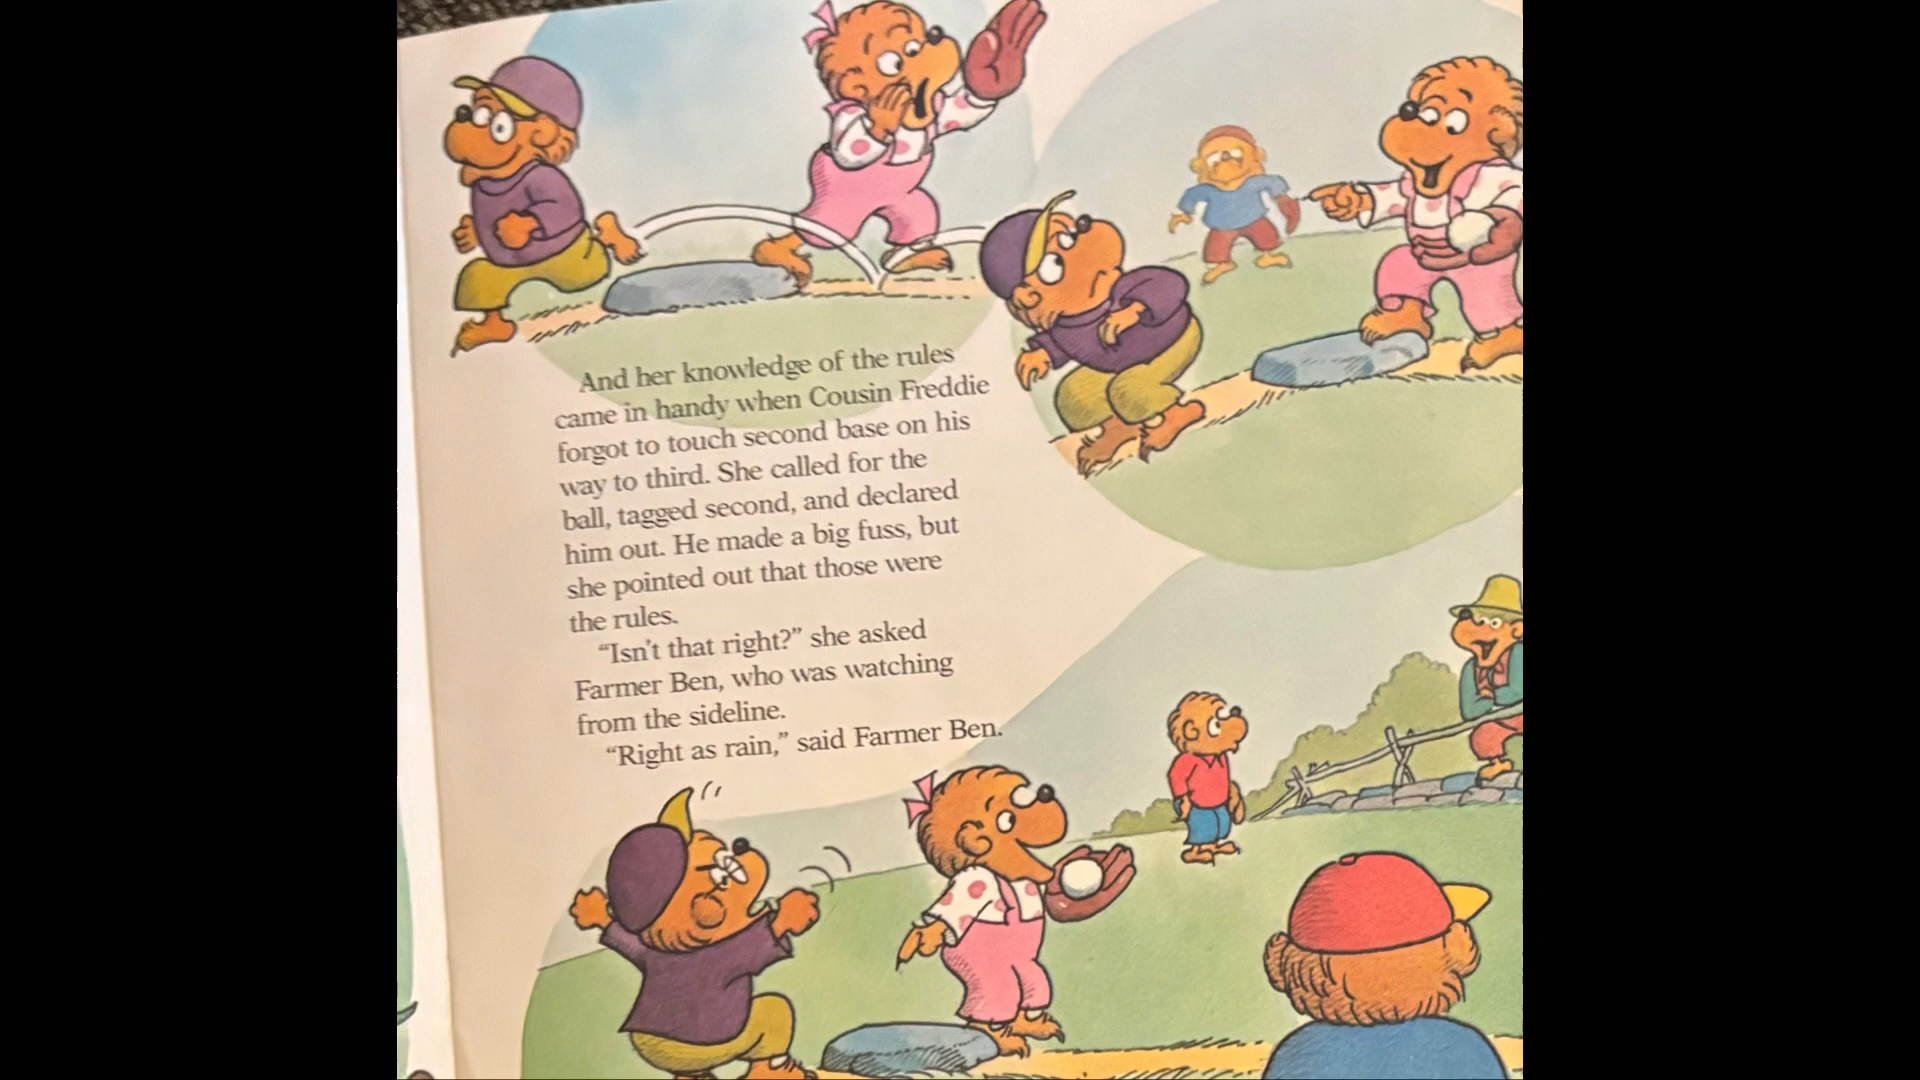 And her knowledge of the rules
came in handy when Cousin Freddie
forgot to touch second base on his
way to third. She called for the
ball, tagged second, and declared
him out. He made a big fuss, but
she pointed out that those were
the rules.
“Isn’t that right?” she asked
Farmer Ben, who was watching
from the sideline.
“Right as rain,” said Farmer Ben.